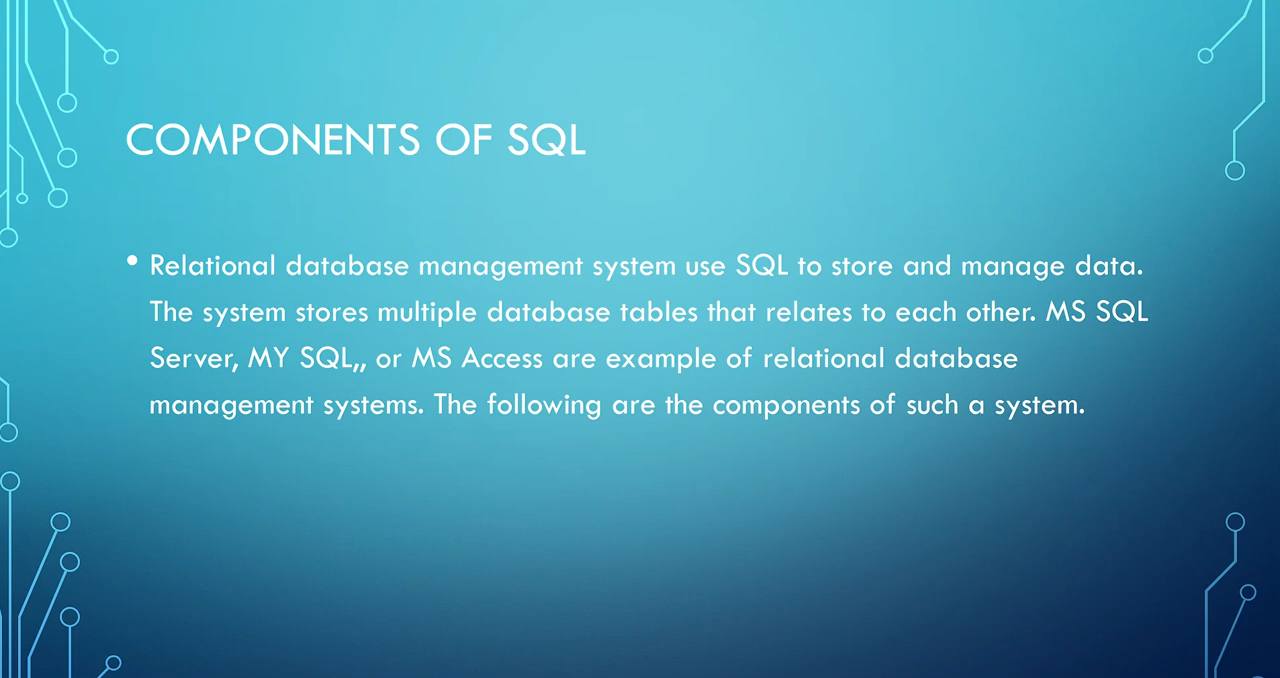 COMPONENTS OF SQL
• Relational database management system use SQL to store and manage data.
The system stores multiple database tables that relates to each other. MS SQL
Server, MY SQL,, or MS Access are example of relational database
management systems. The following are the components of such a system.